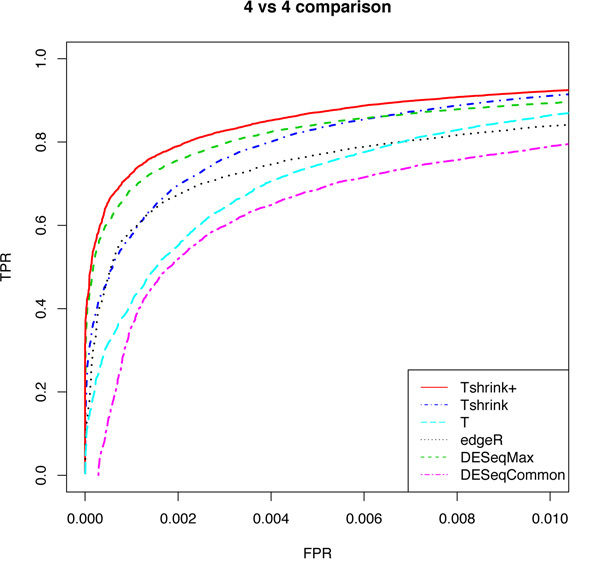 4 vs 4 comparison
TPR
1.0
0.8
0.6
0.4
0.2
0.0
Tshrink+
Tshrink
T
edgeR
DESeqMax
DESeqCommon
0.000 0.002 0.004 0.006 0.008 0.010
FPR